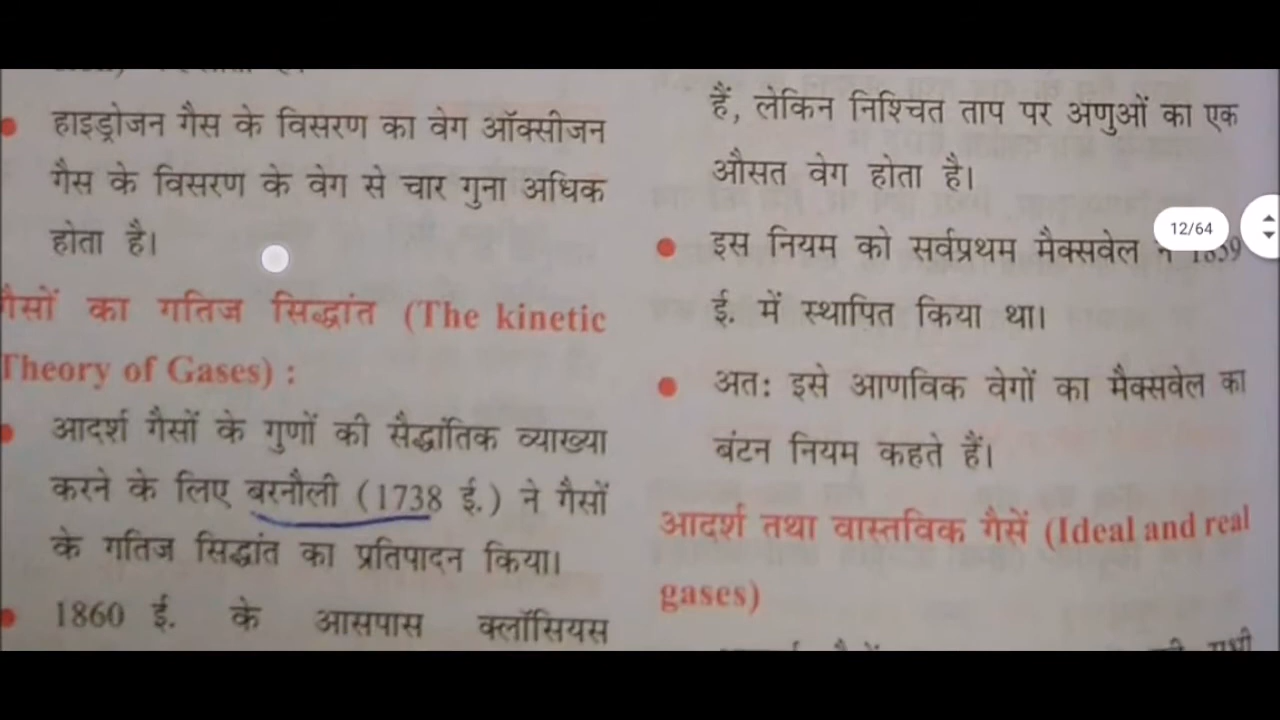 हाइड्रोजन गैस के विसरण का वेग ऑक्सीजन
गैस के विसरण के वेग से चार गुना अधिक
होता है।
गैसों का गतिज सिद्धांत (The kinetic
Theory of Gases) :
आदर्श गैसों के गुणों की सैद्धांतिक व्याख्या
करने के लिए बरनौली (1738 ई.) ने गैसों
के गतिज सिद्धांत का प्रतिपादन किया।
1860 ई. के आसपास क्लॉसियस
हैं, लेकिन निश्चित ताप पर अणुओं का एक
औसत वेग होता है।
इस नियम को सर्वप्रथम मैक्सवेल ने 1859
ई. में स्थापित किया था।
अतः इसे आणविक वेगों का मैक्सवेल का
बंटन नियम कहते हैं।
आदर्श तथा वास्तविक गैसें (Ideal and real
gases)
12/64